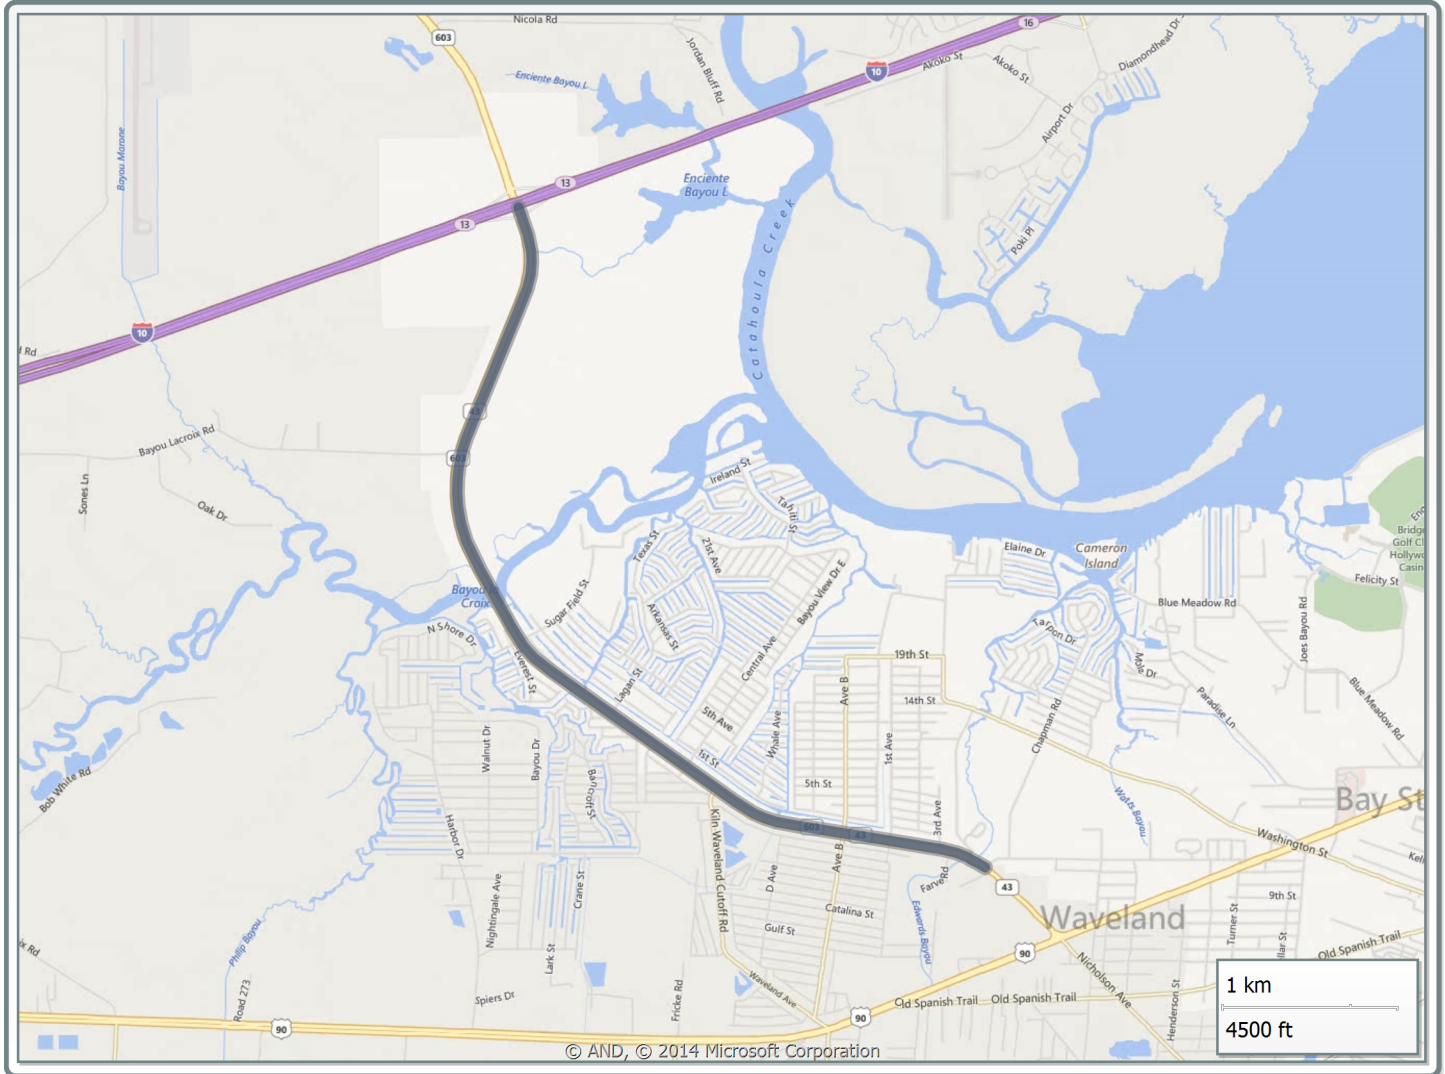 Nicola Rd
16
603
Jordan Bluff Rd
10
Akoko St
Akoko St
Diamondhead Dr
Enciente Bayou L
Airport Dr
Bayou Marone
13
Enciente
Bayou L
13
Catahoula Creek
Poki Pl
10
Rd
43
Bayou Lacroix Rd
603
Ireland St
Sones Ln
Oak Dr
Tahiti St
Texas St
21st Ave
Elaine Dr
Cameron
Island
Bridge
Golf Cl
Hollywo
Casin
Felicity St
Bayou la
Croix
Sugar Field St
Bayou View Dr E
Blue Meadow Rd
Joes Bayou Rd
N Shore Dr
Arkansas St
Tarpon Dr
Everest St
Central Ave
19th St
Mole Dr
Lagan St
Ave B
14th St
Paradise Ln
Blue Meadow Rd
5th Ave
Chapman Rd
Walnut Dr
Bayou Dr
Whale Ave
1st Ave
1st St
Bob White Rd
Bancroft St
5th St
Watts Bayou
Bay St
Harbor Dr
Kiln Waveland Cutoff Rd
3rd Ave
603
43
Washington St
Ave B
Kell
D Ave
Farve Rd
43
Nightingale Ave
Crane St
Catalina St
9th St
Waveland
Turner St
Gulf St
Edwards Bayou
Philip Bayou
llar St
Old Spanish Trail
ix Rd
Lark St
90
Nicholson Ave
Waveland Ave
Road 273
Spiers Dr
Fricke Rd
Old Spanish Trail
Old Spanish Trail
Henderson St
1 km
4500 ft
90
90
© AND, © 2014 Microsoft Corporation